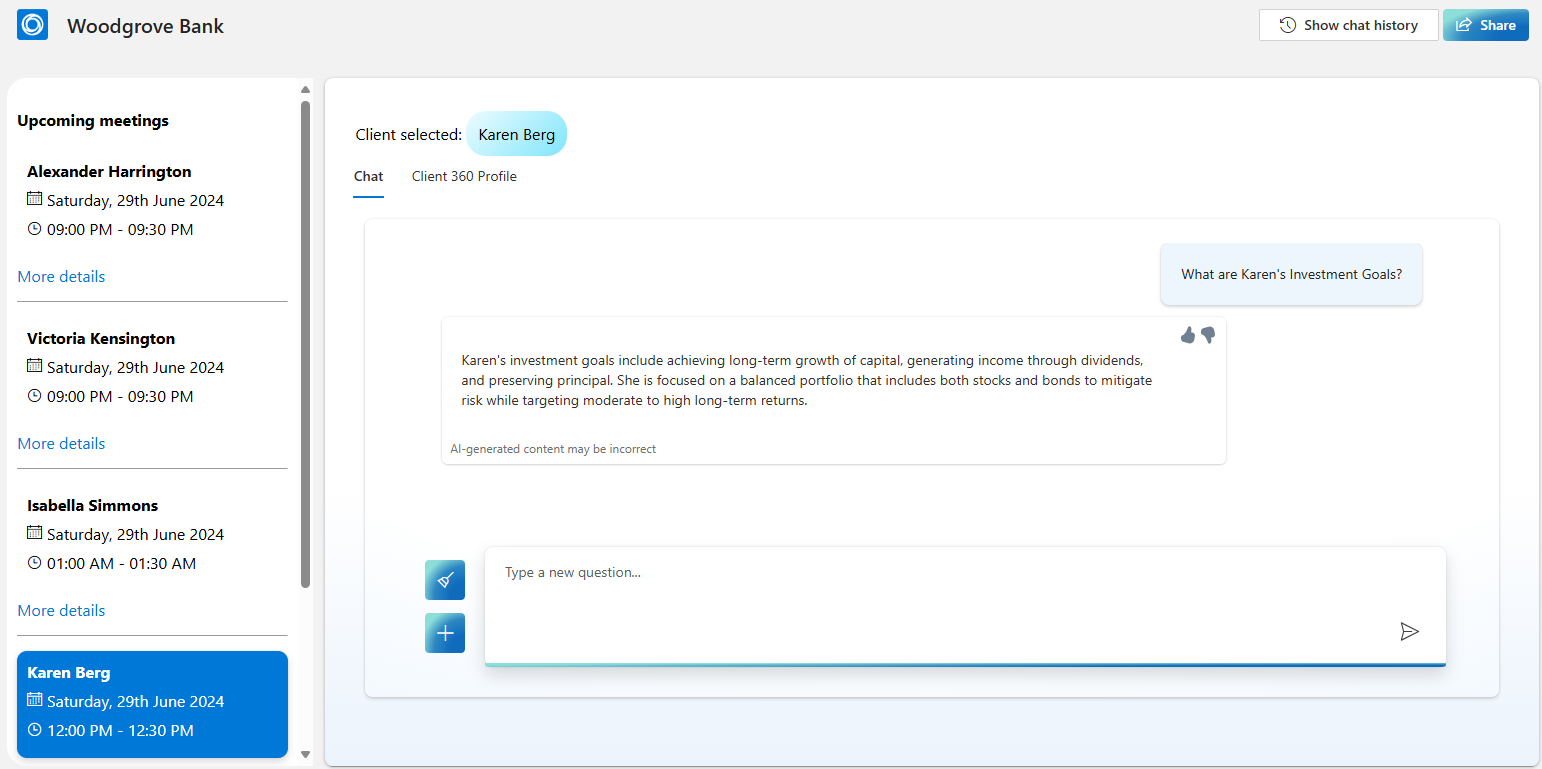 Woodgrove Bank
Show chat history
Share
Upcoming meetings
Alexander Harrington
Saturday, 29th June 2024
09:00 PM - 09:30 PM
More details
Victoria Kensington
Saturday, 29th June 2024
09:00 PM - 09:30 PM
More details
Isabella Simmons
Saturday, 29th June 2024
01:00 AM - 01:30 AM
More details
Karen Berg
Saturday, 29th June 2024
12:00 PM - 12:30 PM
Client selected: Karen Berg
Chat
Client 360 Profile
What are Karen's Investment Goals?
Karen's investment goals include achieving long-term growth of capital, generating income through dividends,
and preserving principal. She is focused on a balanced portfolio that includes both stocks and bonds to mitigate
risk while targeting moderate to high long-term returns.
AI-generated content may be incorrect
Type a new question...